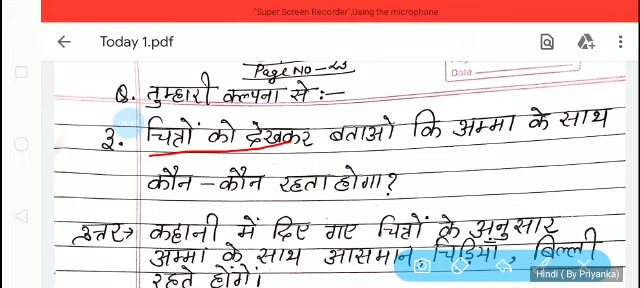 "Super Screen Recorder",Using the microphone
Today 1.pdf
Page No - 23
Date
Q. तुम्हारी कल्पना से :-
२. चित्रों को देखकर बताओ कि अम्मा के साथ
कौन - कौन रहता होगा?
उत्तर→ कहानी में दिए गए चित्रों के अनुसार
अम्मा के साथ आसमान चिड़ियाँ, बिल्ली
रहते होंगे।
Hindi ( By Priyanka)